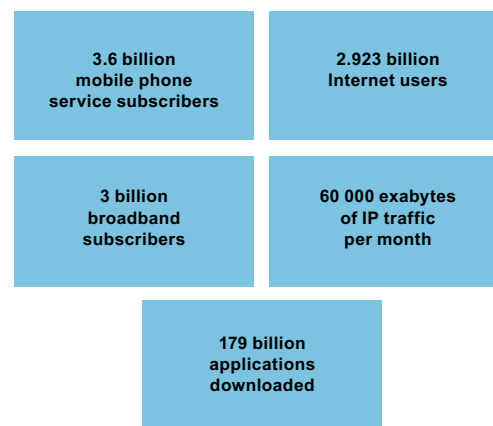 3.6 billion
mobile phone
service subscribers
2.923 billion
Internet users
3 billion
broadband
subscribers
60 000 exabytes
of IP traffic
per month
179 billion
applications
downloaded